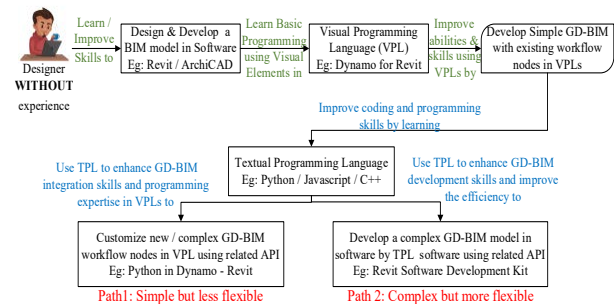 Learn /
Improve
Skills to
Designer
WITHOUT
experience
Design & Develop a
BIM model in Software
Eg: Revit / ArchiCAD
Learn Basic
Programming
using Visual
Elements in
Visual Programming
Language (VPL)
Eg: Dynamo for Revit
Improve
abilities &
skills using
VPLs by
Develop Simple GD-BIM
with existing workflow
nodes in VPLs
Improve coding and programming
skills by learning
Textual Programming Language
Eg: Python / Javascript / C++
Use TPL to enhance GD-BIM
integration skills and programming
expertise in VPLs to
Use TPL to enhance GD-BIM
development skills and improve
the efficiency to
Customize new / complex GD-BIM
workflow nodes in VPL using related API
Eg: Python in Dynamo - Revit
Develop a complex GD-BIM model in
software by TPL software using related API
Eg: Revit Software Development Kit
Path1: Simple but less flexible
Path 2: Complex but more flexible